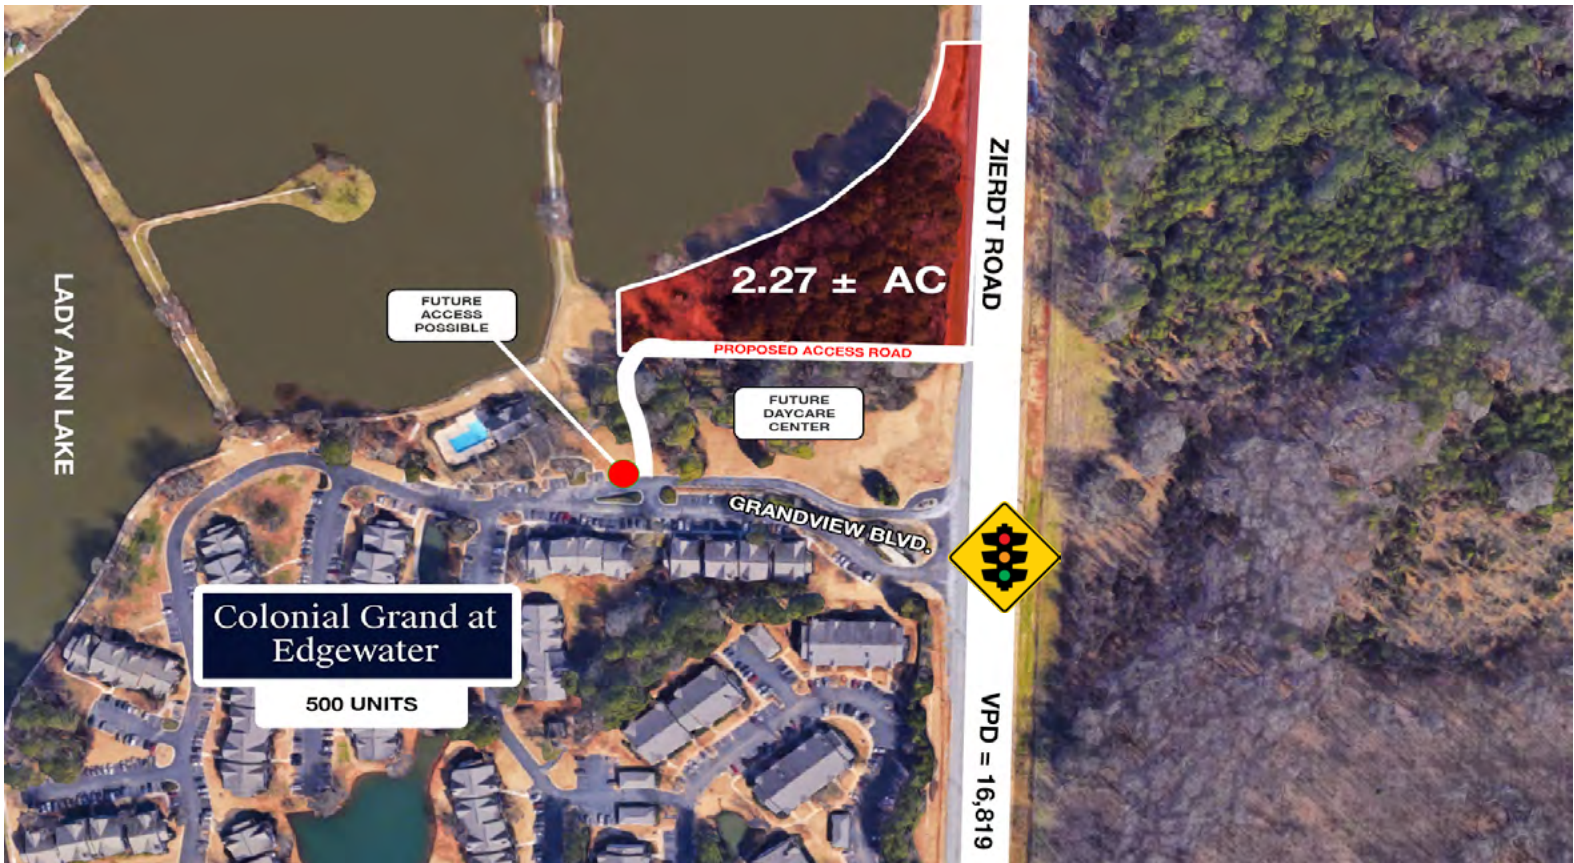 ZIERDT ROAD
2.27 ± AC
LADY ANN LAKE
FUTURE
ACCESS
POSSIBLE
PROPOSED ACCESS ROAD
FUTURE
DAYCARE
CENTER
GRANDVIEW BLVD.
Colonial Grand at
Edgewater
500 UNITS
VPD = 16,819